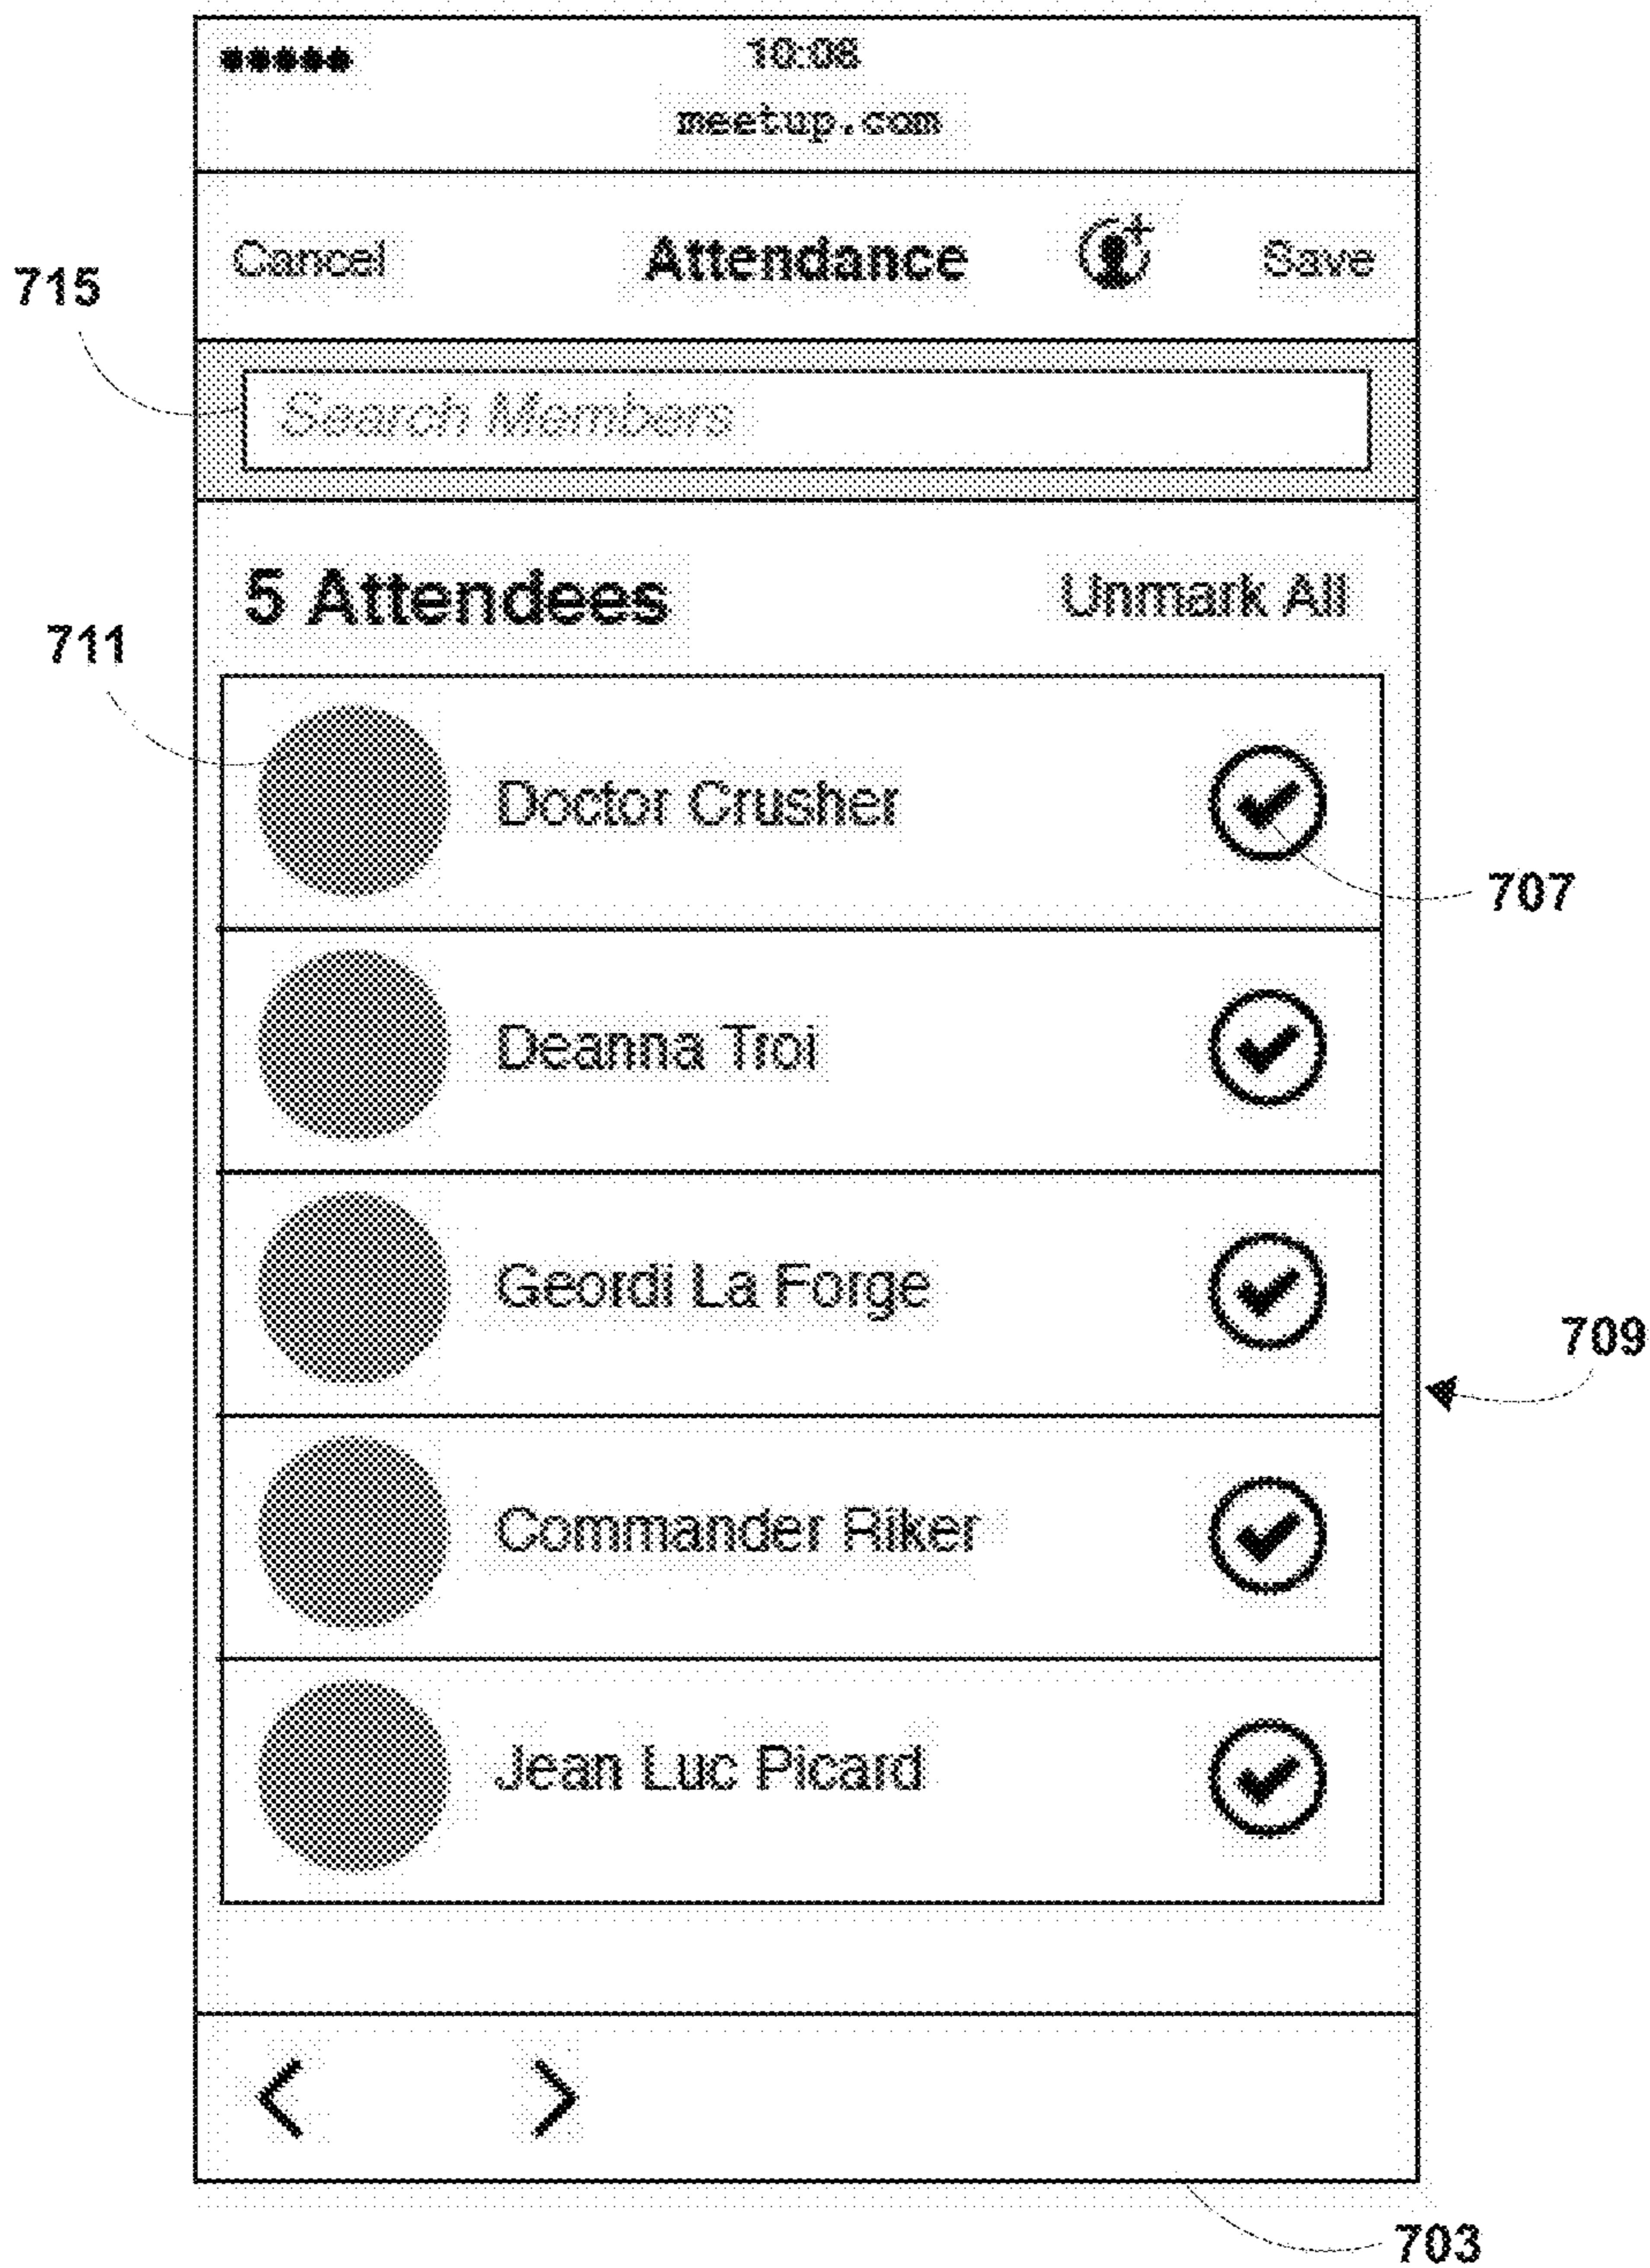 10:08
meetup.com
Cancel Attendance Save
715
Search Members
5 Attendees Unmark All
711
Doctor Crusher
707
Deanna Troi
Geordi La Forge
709
Commander Riker
Jean Luc Picard
703